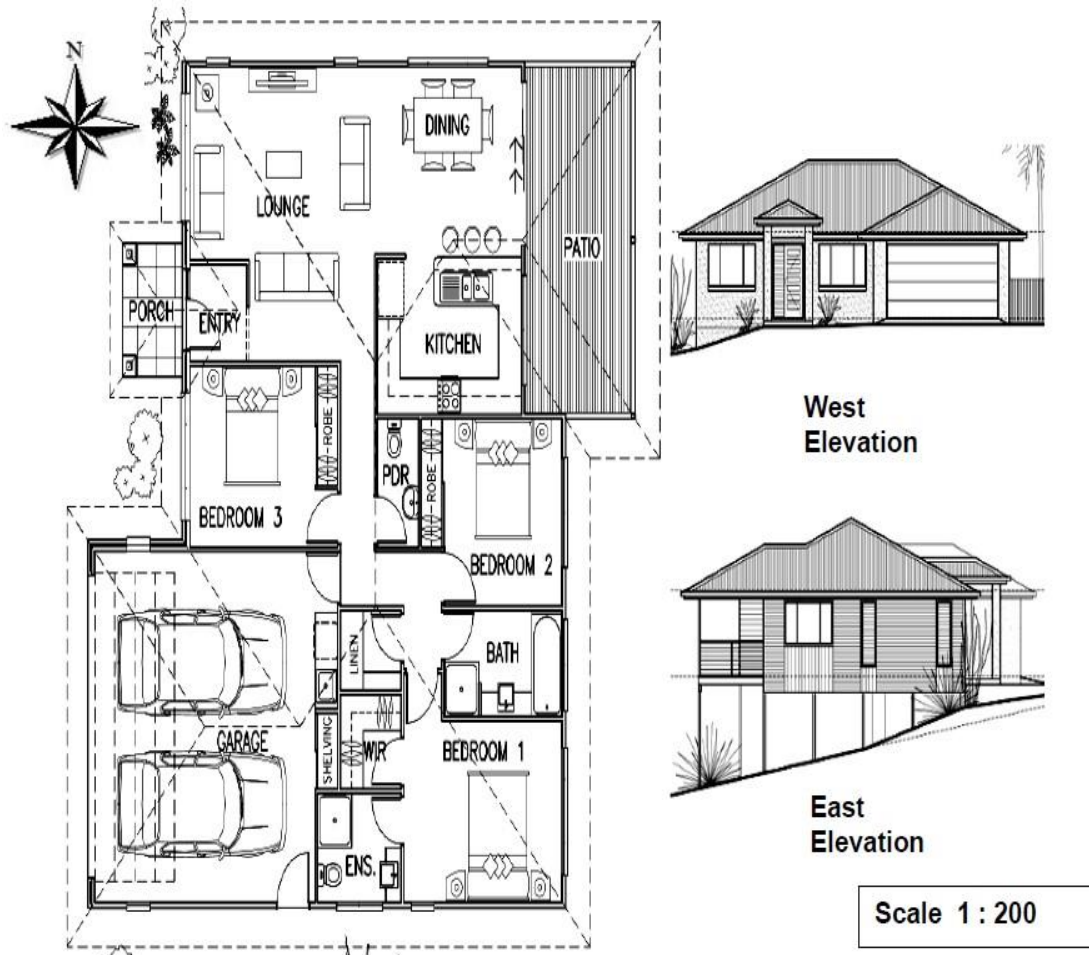 N
DINING
LOUNGE
PATIO
PORCH
ENTRY
KITCHEN
ROBE
PDR
ROBE
BEDROOM 3
BEDROOM 2
LINEN
BATH
GARAGE
SHELVING
WIR
BEDROOM 1
ENS.
West
Elevation
East
Elevation
Scale 1 : 200